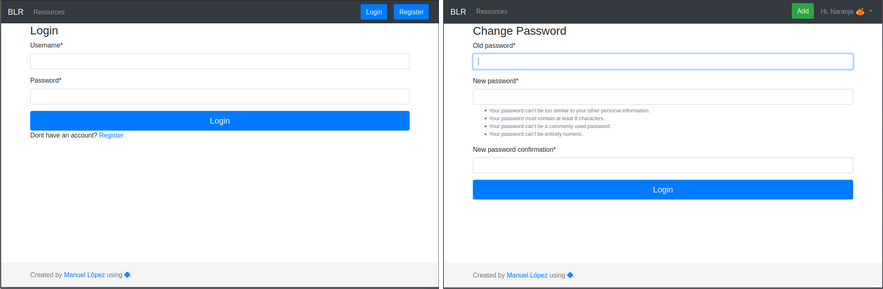 BLR Resources Login Register
Login
Username*
Password*
Login
Dont have an account? Register
Created by Manuel López using .
BLR Resources Add Hi, Naranja 🍊
Change Password
Old password*
New password*
Your password can't be too similar to your other personal information.
Your password must contain at least 8 characters.
Your password can't be a commonly used password.
Your password can't be entirely numeric.
New password confirmation*
Login
Created by Manuel López using .